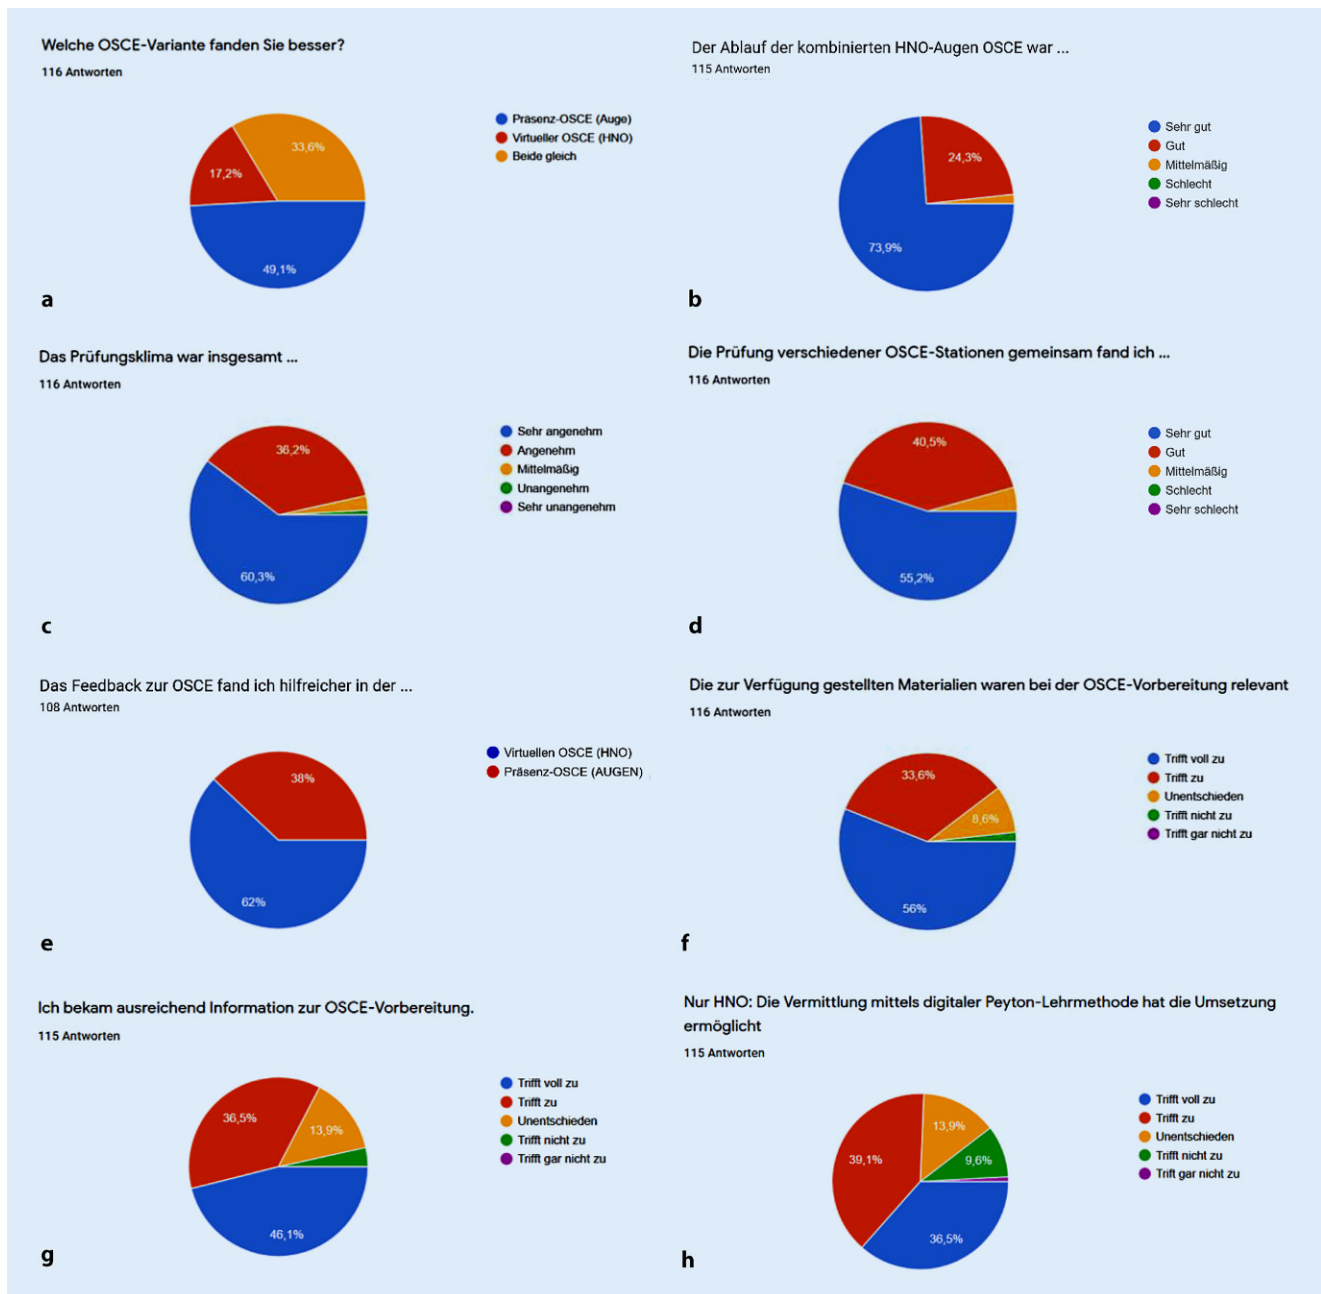 Welche OSCE-Variante fanden Sie besser?
116 Antworten
Präsenz-OSCE (Auge)
Virtueller OSCE (HNO)
Beide gleich
33,6%
17,2%
49,1%
a
Der Ablauf der kombinierten HNO-Augen OSCE war ...
115 Antworten
Sehr gut
Gut
Mittelmäßig
Schlecht
Sehr schlecht
24,3%
73,9%
b
Das Prüfungsklima war insgesamt ...
116 Antworten
Sehr angenehm
Angenehm
Mittelmäßig
Unangenehm
Sehr unangenehm
36,2%
60,3%
c
Die Prüfung verschiedener OSCE-Stationen gemeinsam fand ich ...
116 Antworten
Sehr gut
Gut
Mittelmäßig
Schlecht
Sehr schlecht
40,5%
55,2%
d
Das Feedback zur OSCE fand ich hilfreicher in der ...
108 Antworten
Virtuellen OSCE (HNO)
Präsenz-OSCE (AUGEN)
38%
62%
e
Die zur Verfügung gestellten Materialien waren bei der OSCE-Vorbereitung relevant
116 Antworten
Trifft voll zu
Trifft zu
Unentschieden
Trifft nicht zu
Trifft gar nicht zu
33,6%
8,6%
56%
f
Ich bekam ausreichend Information zur OSCE-Vorbereitung.
115 Antworten
Trifft voll zu
Trifft zu
Unentschieden
Trifft nicht zu
Trifft gar nicht zu
36,5%
13,9%
46,1%
g
Nur HNO: Die Vermittlung mittels digitaler Peyton-Lehrmethode hat die Umsetzung
ermöglicht
115 Antworten
Trifft voll zu
Trifft zu
Unentschieden
Trifft nicht zu
Trift gar nicht zu
13,9%
39,1%
9,6%
36,5%
h